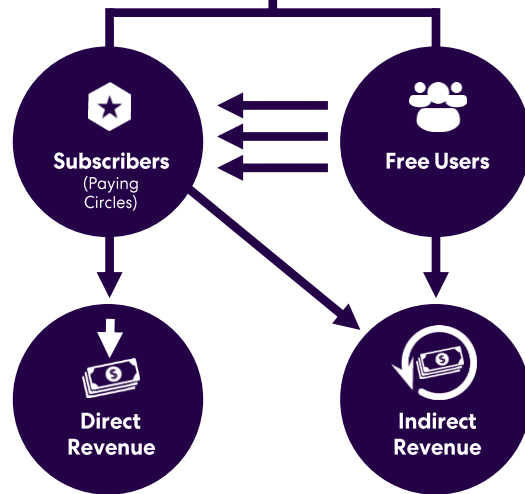 Subscribers
(Paying
Circles)
Free Users
$
Direct
Revenue
$
Indirect
Revenue